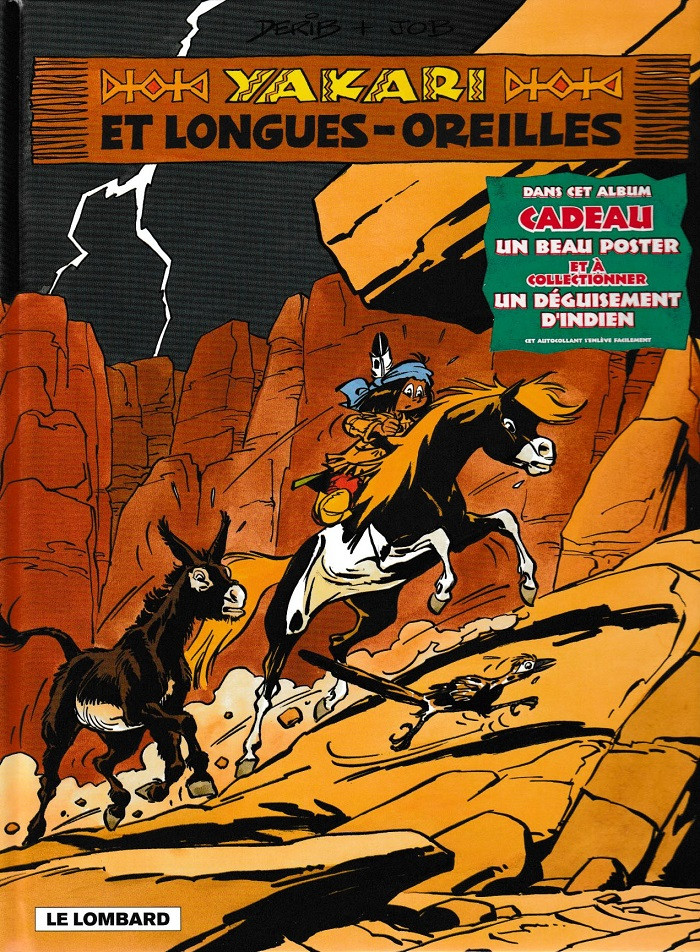 DERIB + JOB
YAKARI
ET LONGUES-OREILLES
DANS CET ALBUM
CADEAU
UN BEAU POSTER
ET À
COLLECTIONNER
UN DÉGUISEMENT
D'INDIEN
CET AUTOCOLLANT S'ENLÈVE FACILEMENT
LE LOMBARD